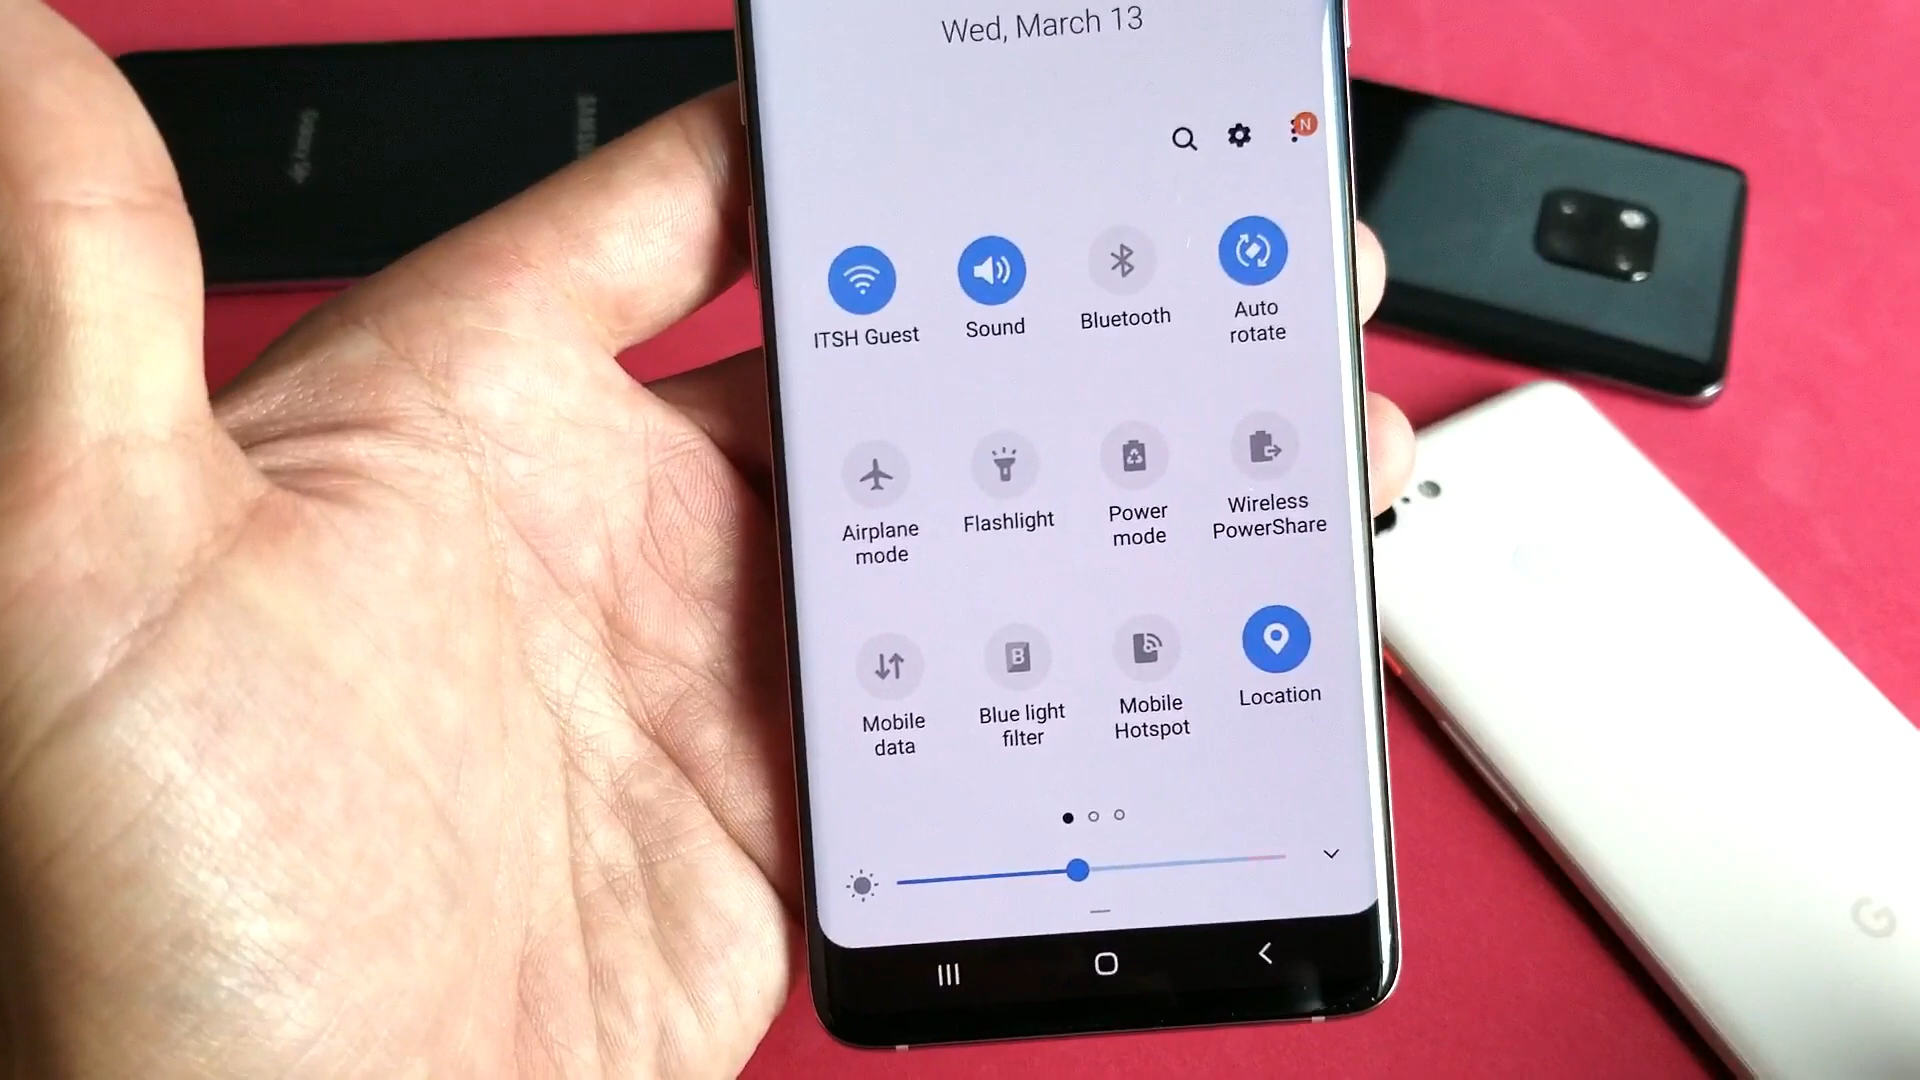 Wed, March 13
N
ITSH Guest
Sound
Bluetooth
Auto
rotate
Airplane
mode
Flashlight
Power
mode
Wireless
PowerShare
Mobile
data
B
Blue light
filter
Mobile
Hotspot
Location
SAMSUNG
G